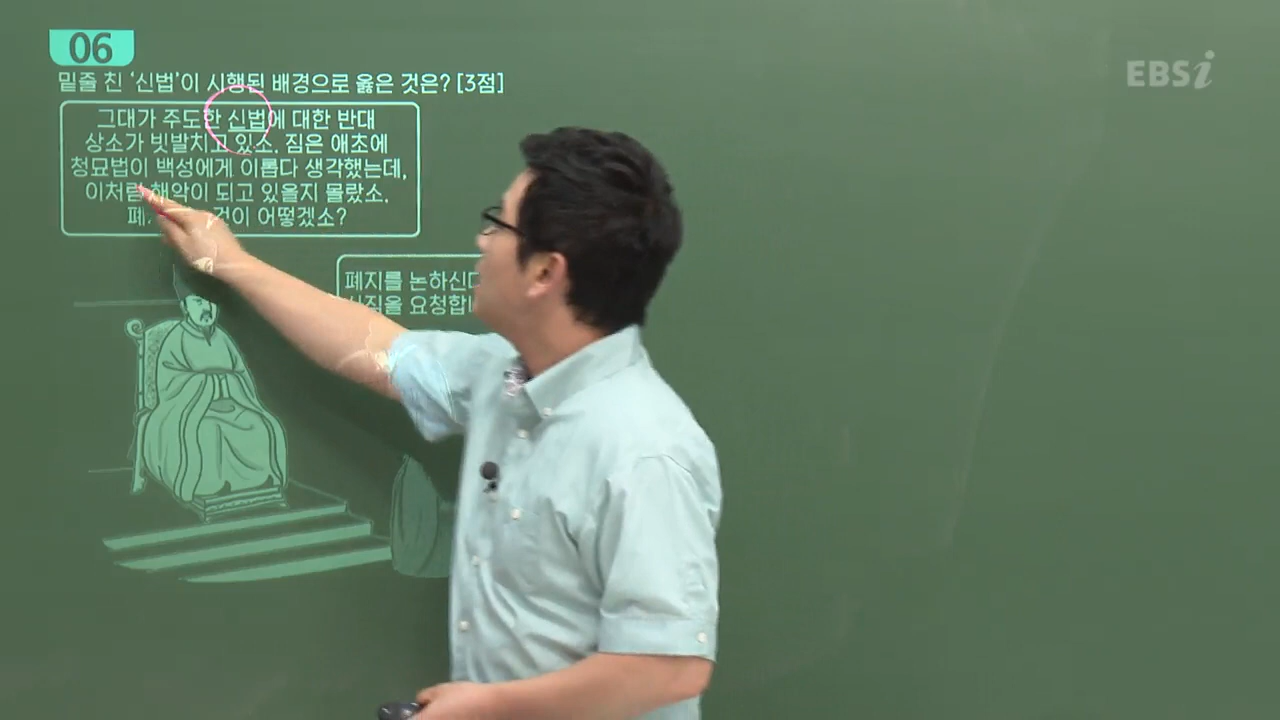 06
EBSi
밑줄 친 ‘신법’이 시행된 배경으로 옳은 것은? [3점]
그대가 주도한 신법에 대한 반대
상소가 빗발치고 있소. 짐은 애초에
청묘법이 백성에게 이롭다 생각했는데,
이처럼 해악이 되고 있을지 몰랐소.
폐 것이 어떻겠소?
폐지를 논하신
요청합